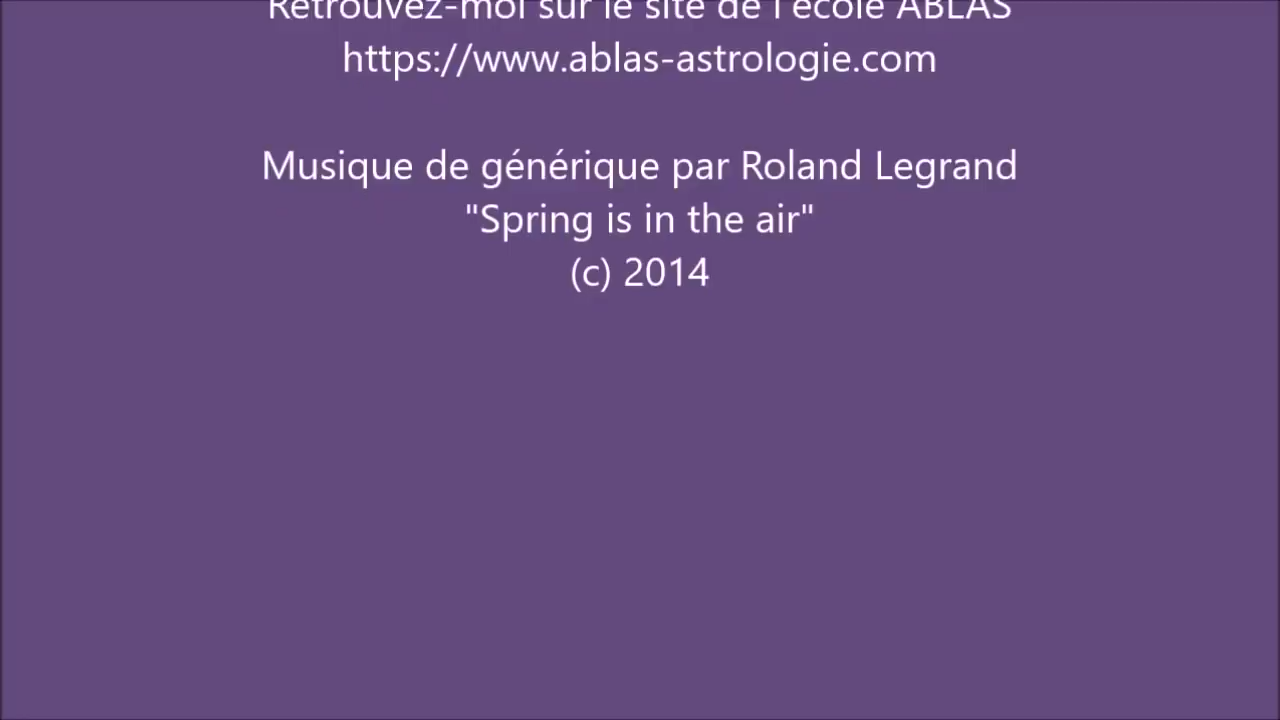 Retrouvez-moi sur le site de l'école ABLAS
https://www.ablas-astrologie.com
Musique de générique par Roland Legrand
"Spring is in the air"
(c) 2014